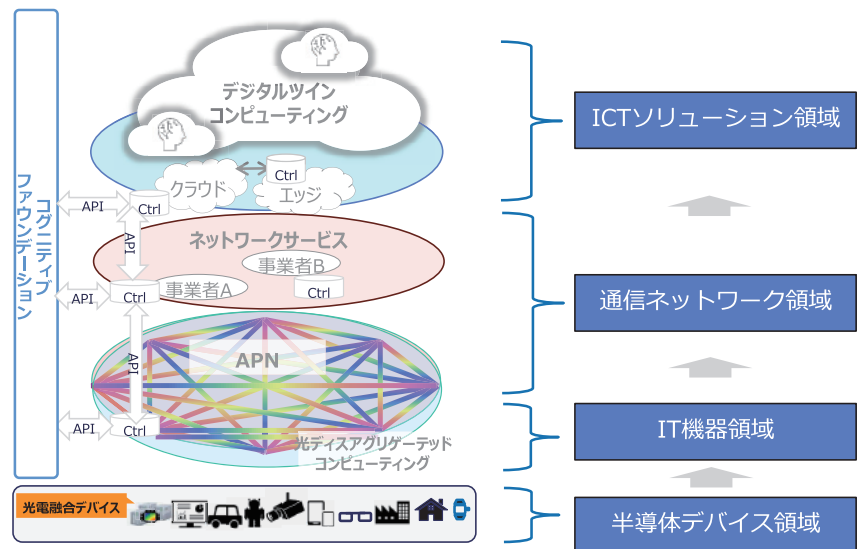 コグニティブ
ファウンデーション
デジタルツイン
コンピューティング
クラウド
Ctrl
エッジ
API
Ctrl
API
ネットワークサービス
事業者B
API
Ctrl
事業者A
Ctrl
APN
API
API
Ctrl
光ディスアグリゲーテッド
コンピューティング
光電融合デバイス
ICTソリューション領域
通信ネットワーク領域
IT機器領域
半導体デバイス領域